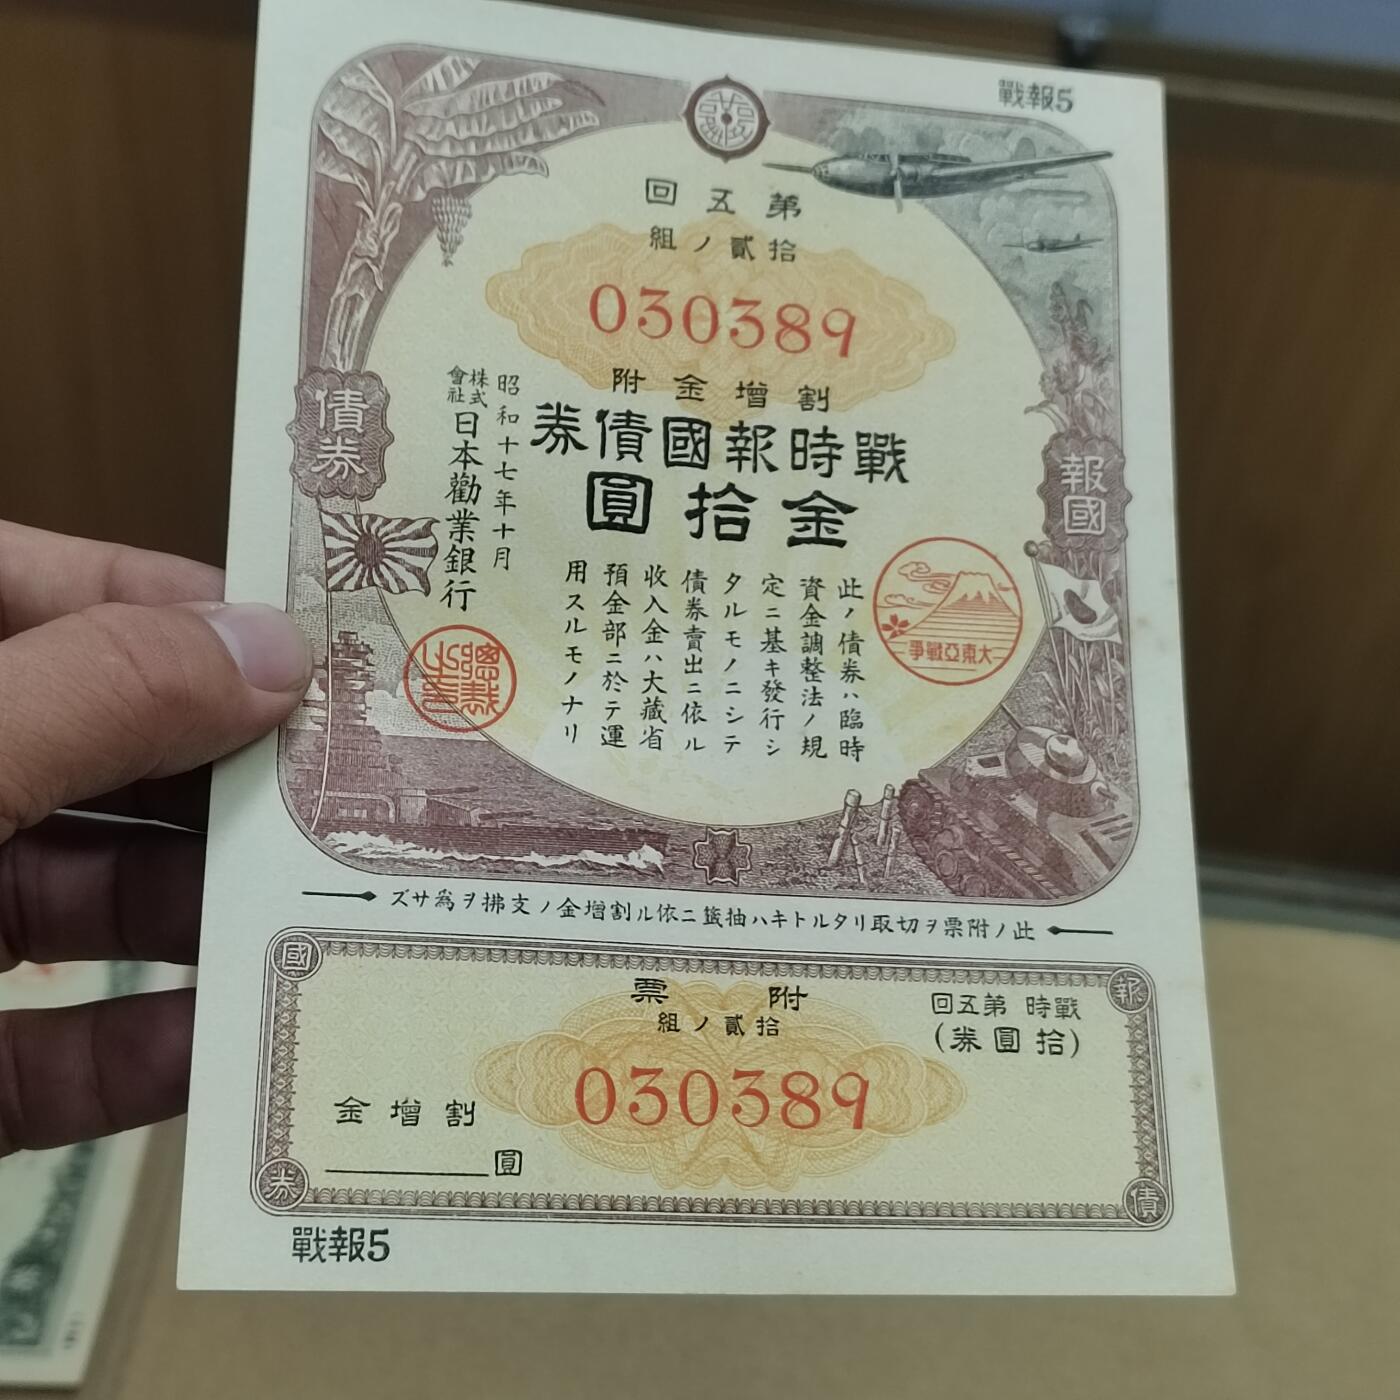 戰報5
第五回
拾貳ノ組
030389
割增金附
戰時報國債券
金拾圓
報國
債券
此ノ債券ハ臨時
資金調整法ノ規
定ニ基キ發行シ
タルモノニシテ
債券賣出ニ依ル
收入金ハ大藏省
預金部ニ於テ運
用スルモノナリ
昭和十七年十月
株式會社日本勸業銀行
總裁之印
大東亞戰爭
此ノ附票ヲ切取リタルトキハ抽籤ニ依ル割增金ノ支拂ヲ爲サズ
報國債券
戰時 第五回
(拾圓券)
附票
拾貳ノ組
030389
割增金
圓
戰報5